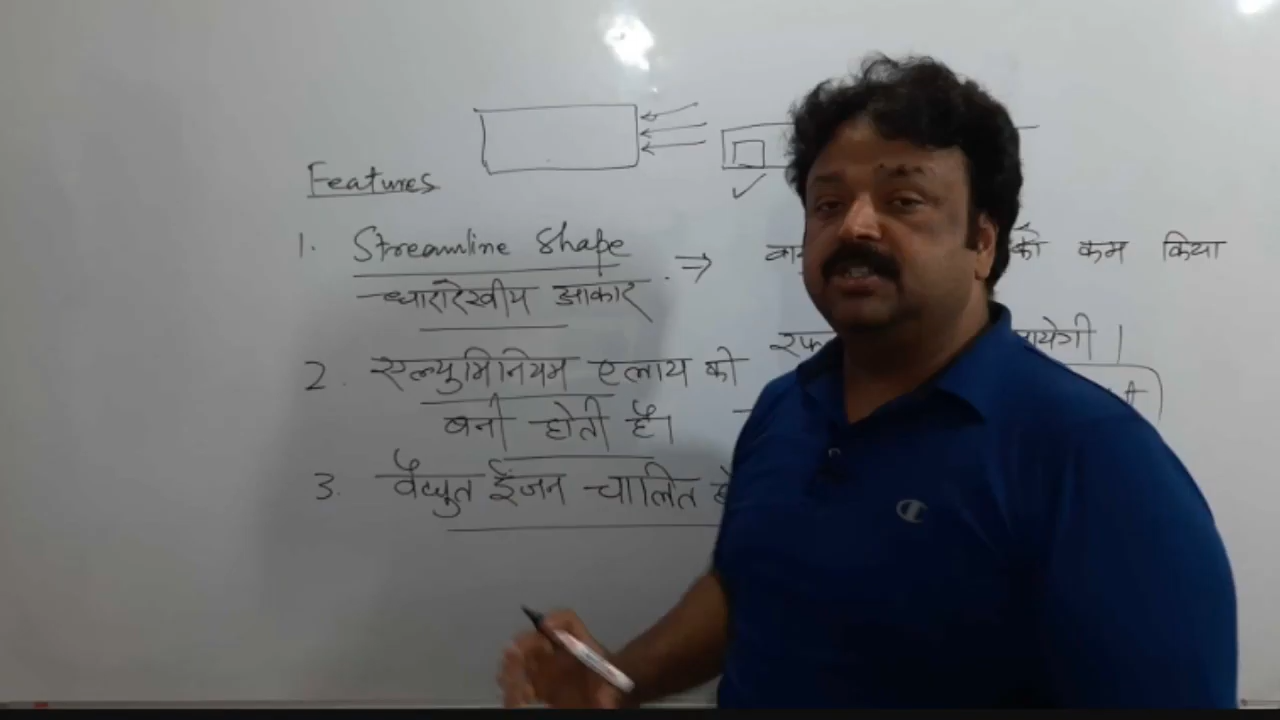 Features
1. Streamline Shape ⇒ को कम किया
धारारेखीय आकार
2. एल्युमिनियम एलाय की
बनी होती है।
3. वैद्युत ईंजन चालित